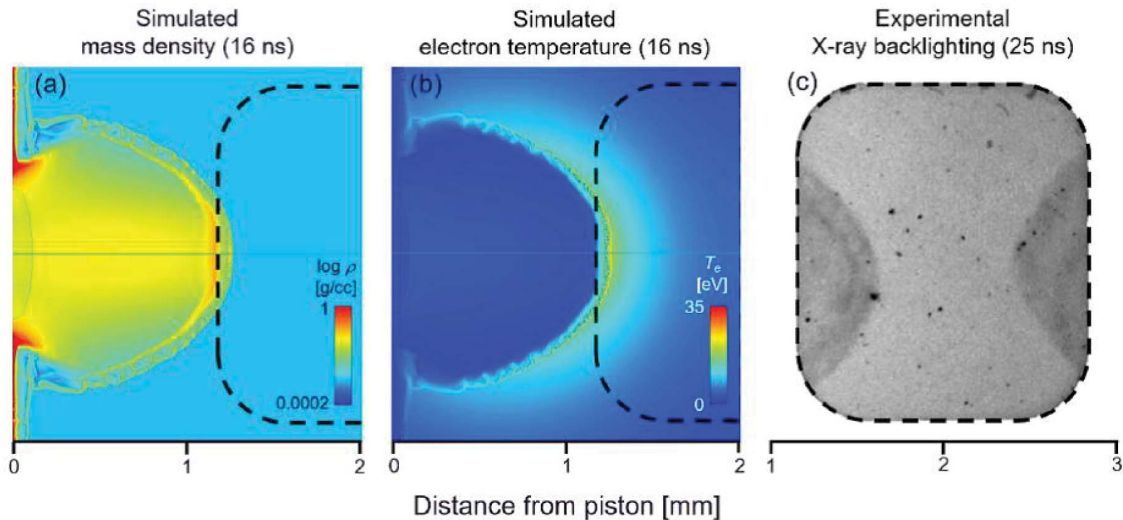 Simulated
mass density (16 ns)
Simulated
electron temperature (16 ns)
Experimental
X-ray backlighting (25 ns)
(a)
(b)
(c)
log ρ
[g/cc]
1
0.0002
T_e
[eV]
35
0
0 1 2
0 1 2
1 2 3
Distance from piston [mm]